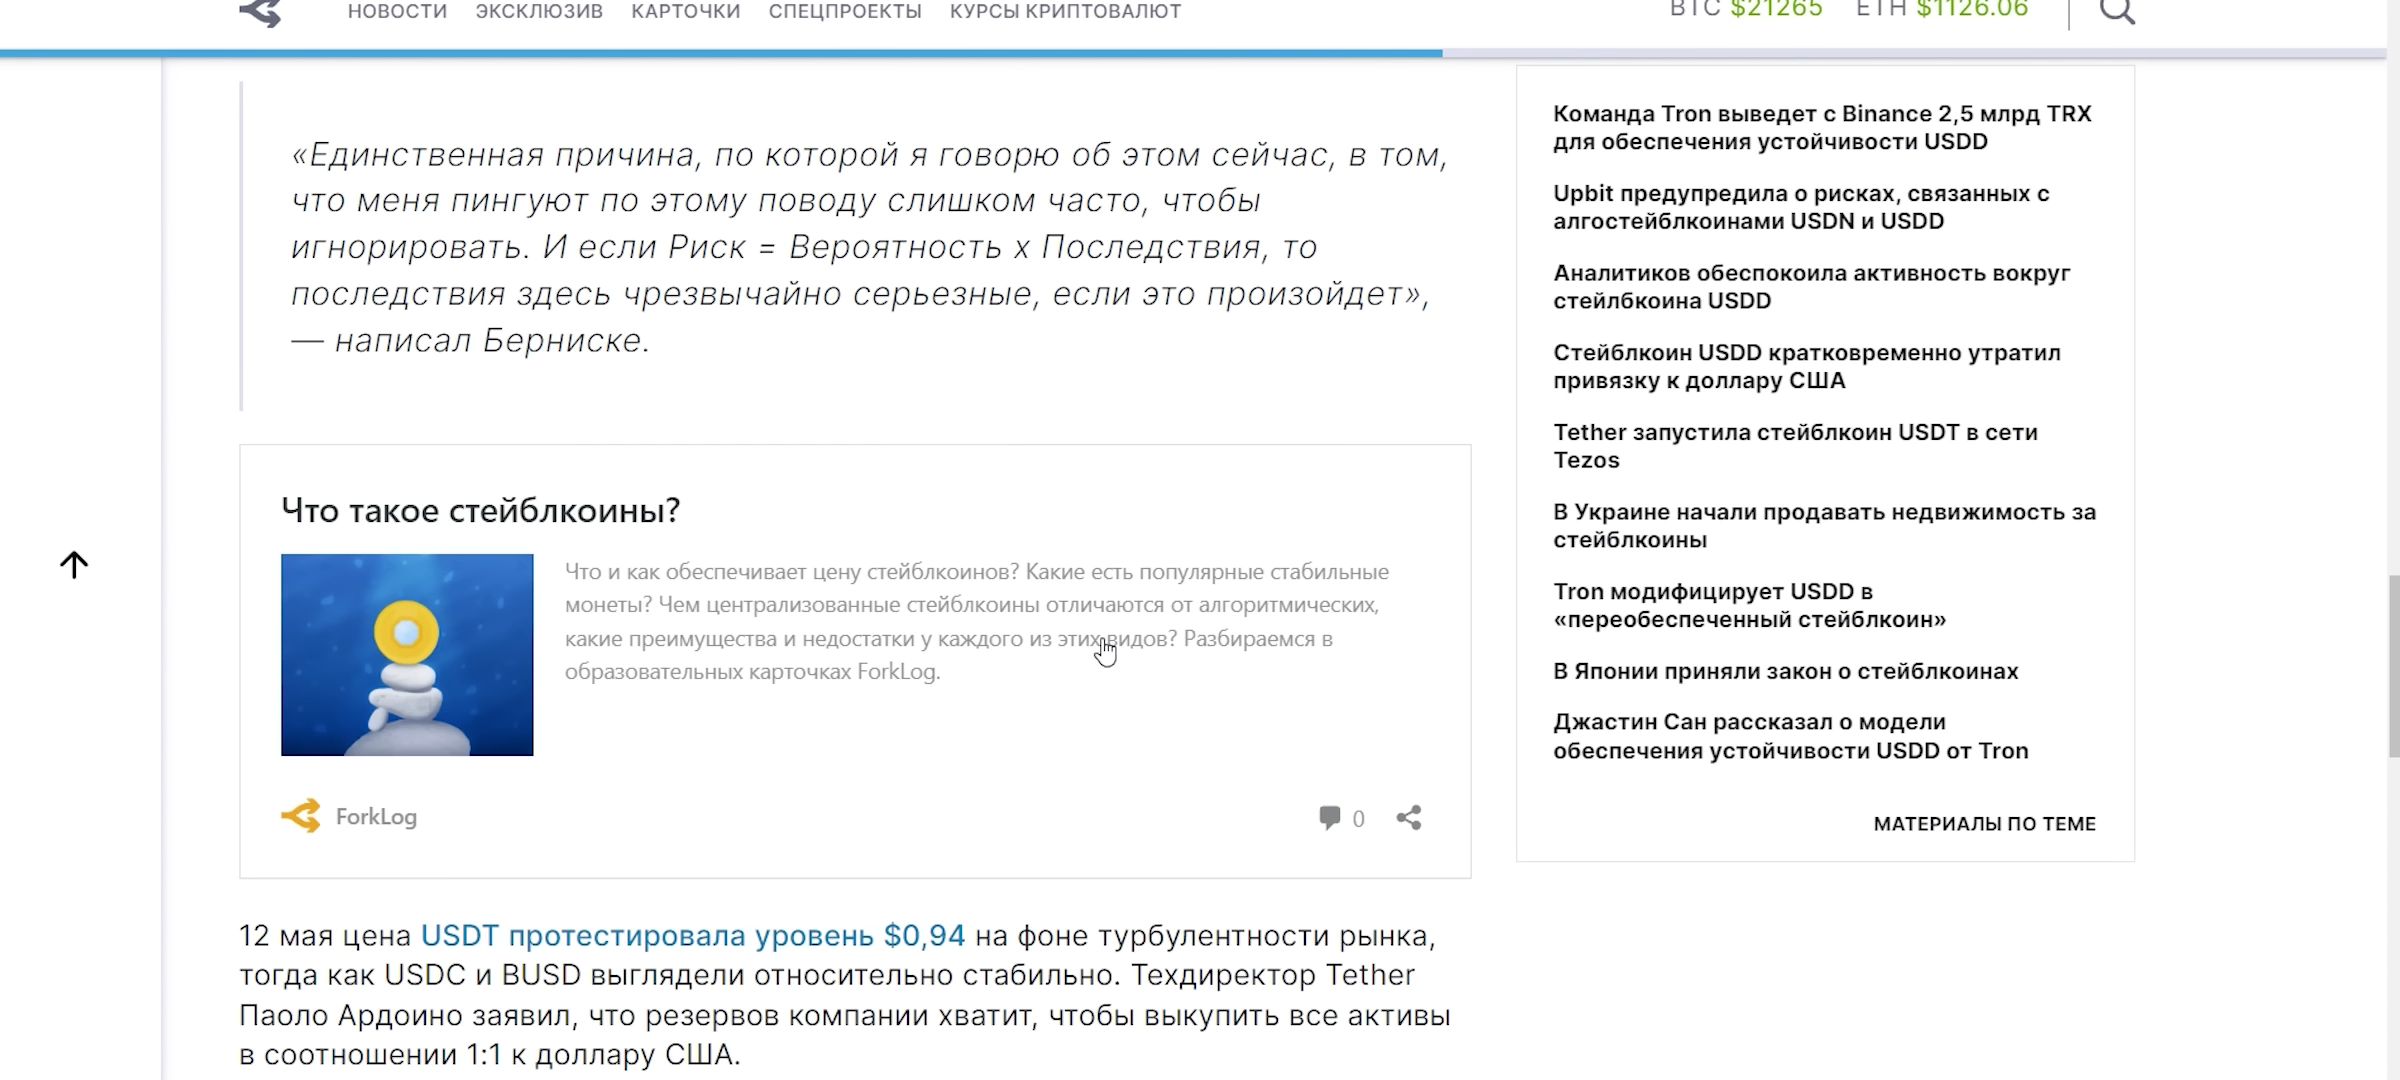 НОВОСТИ ЭКСКЛЮЗИВ КАРТОЧКИ СПЕЦПРОЕКТЫ КУРСЫ КРИПТОВАЛЮТ BTC $21265 ETH $1126.06
«Единственная причина, по которой я говорю об этом сейчас, в том,
что меня пингуют по этому поводу слишком часто, чтобы
игнорировать. И если Риск = Вероятность x Последствия, то
последствия здесь чрезвычайно серьезные, если это произойдет»,
— написал Берниске.
Что такое стейблкоины?
Что и как обеспечивает цену стейблкоинов? Какие есть популярные стабильные
монеты? Чем централизованные стейблкоины отличаются от алгоритмических,
какие преимущества и недостатки у каждого из этих видов? Разбираемся в
образовательных карточках ForkLog.
ForkLog
0
12 мая цена USDT протестировала уровень $0,94 на фоне турбулентности рынка,
тогда как USDC и BUSD выглядели относительно стабильно. Техдиректор Tether
Паоло Ардоино заявил, что резервов компании хватит, чтобы выкупить все активы
в соотношении 1:1 к доллару США.
Команда Tron выведет с Binance 2,5 млрд TRX
для обеспечения устойчивости USDD
Upbit предупредила о рисках, связанных с
алгостейблкоинами USDN и USDD
Аналитиков обеспокоила активность вокруг
стейлбкоина USDD
Стейблкоин USDD кратковременно утратил
привязку к доллару США
Tether запустила стейблкоин USDT в сети
Tezos
В Украине начали продавать недвижимость за
стейблкоины
Tron модифицирует USDD в
«переобеспеченный стейблкоин»
В Японии приняли закон о стейблкоинах
Джастин Сан рассказал о модели
обеспечения устойчивости USDD от Tron
МАТЕРИАЛЫ ПО ТЕМЕ